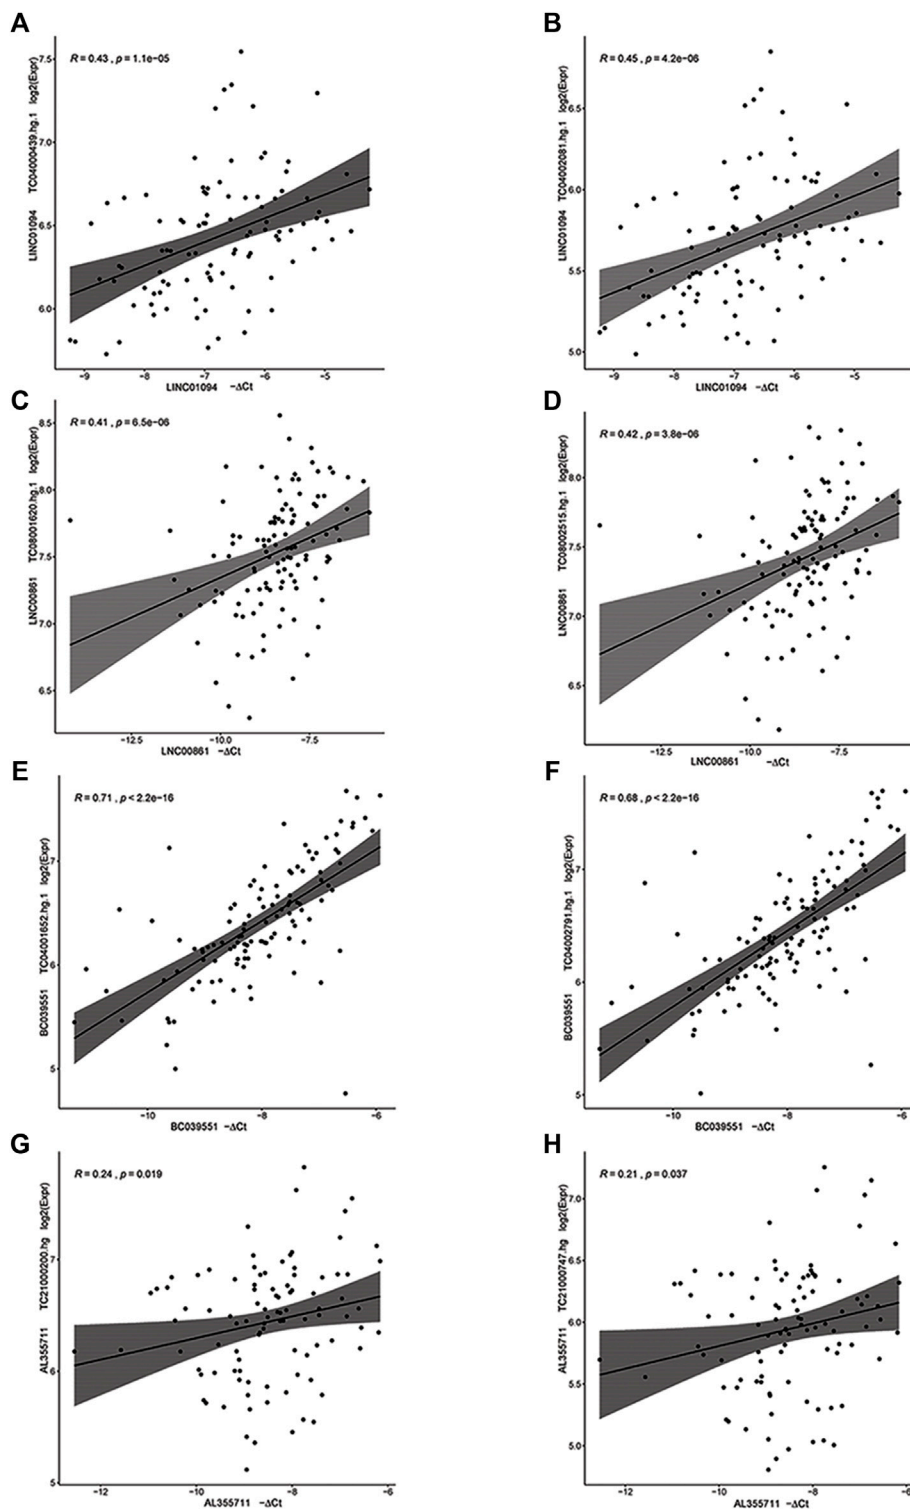 A
R = 0.43 , p = 1.1e−05
LINC01094 TC04000439.hg.1 log2(Expr)
7.5
7.0
6.5
6.0
−9 −8 −7 −6 −5
LINC01094 −ΔCt
B
R = 0.45 , p = 4.2e−06
LINC01094 TC04002081.hg.1 log2(Expr)
6.5
6.0
5.5
5.0
−9 −8 −7 −6 −5
LINC01094 −ΔCt
C
R = 0.41 , p = 6.5e−06
LNC00861 TC08001620.hg.1 log2(Expr)
8.5
8.0
7.5
7.0
6.5
−12.5 −10.0 −7.5
LNC00861 −ΔCt
D
R = 0.42 , p = 3.8e−06
LNC00861 TC08002515.hg.1 log2(Expr)
8.0
7.5
7.0
6.5
−12.5 −10.0 −7.5
LNC00861 −ΔCt
E
R = 0.71 , p < 2.2e−16
BC039551 TC04001652.hg.1 log2(Expr)
7
6
5
−10 −8 −6
BC039551 −ΔCt
F
R = 0.68 , p < 2.2e−16
BC039551 TC04002791.hg.1 log2(Expr)
7
6
5
−10 −8 −6
BC039551 −ΔCt
G
R = 0.24 , p = 0.019
AL355711 TC21000200.hg log2(Expr)
7
6
5
−12 −10 −8 −6
AL355711 −ΔCt
H
R = 0.21 , p = 0.037
AL355711 TC21000747.hg log2(Expr)
7.0
6.5
6.0
5.5
5.0
−12 −10 −8 −6
AL355711 −ΔCt